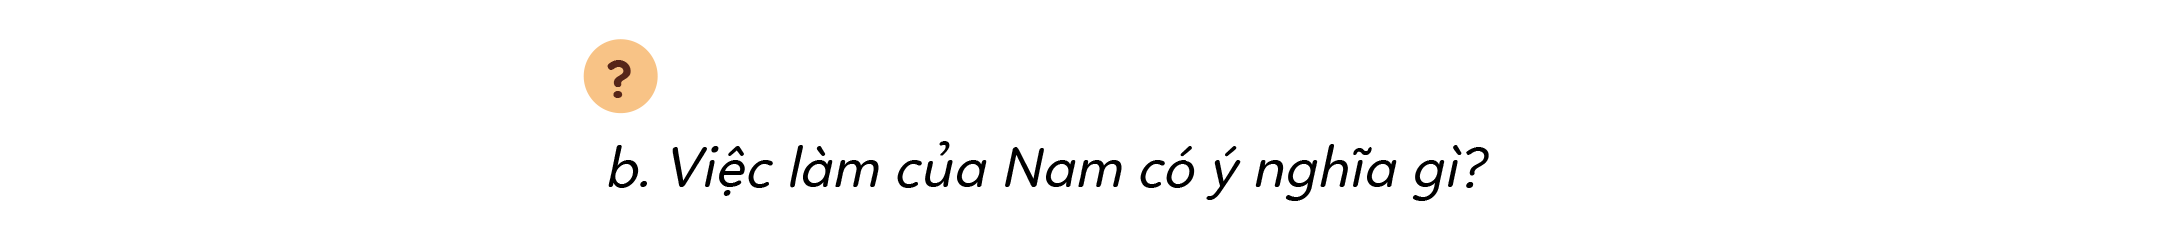 ?
b. Việc làm của Nam có ý nghĩa gì?